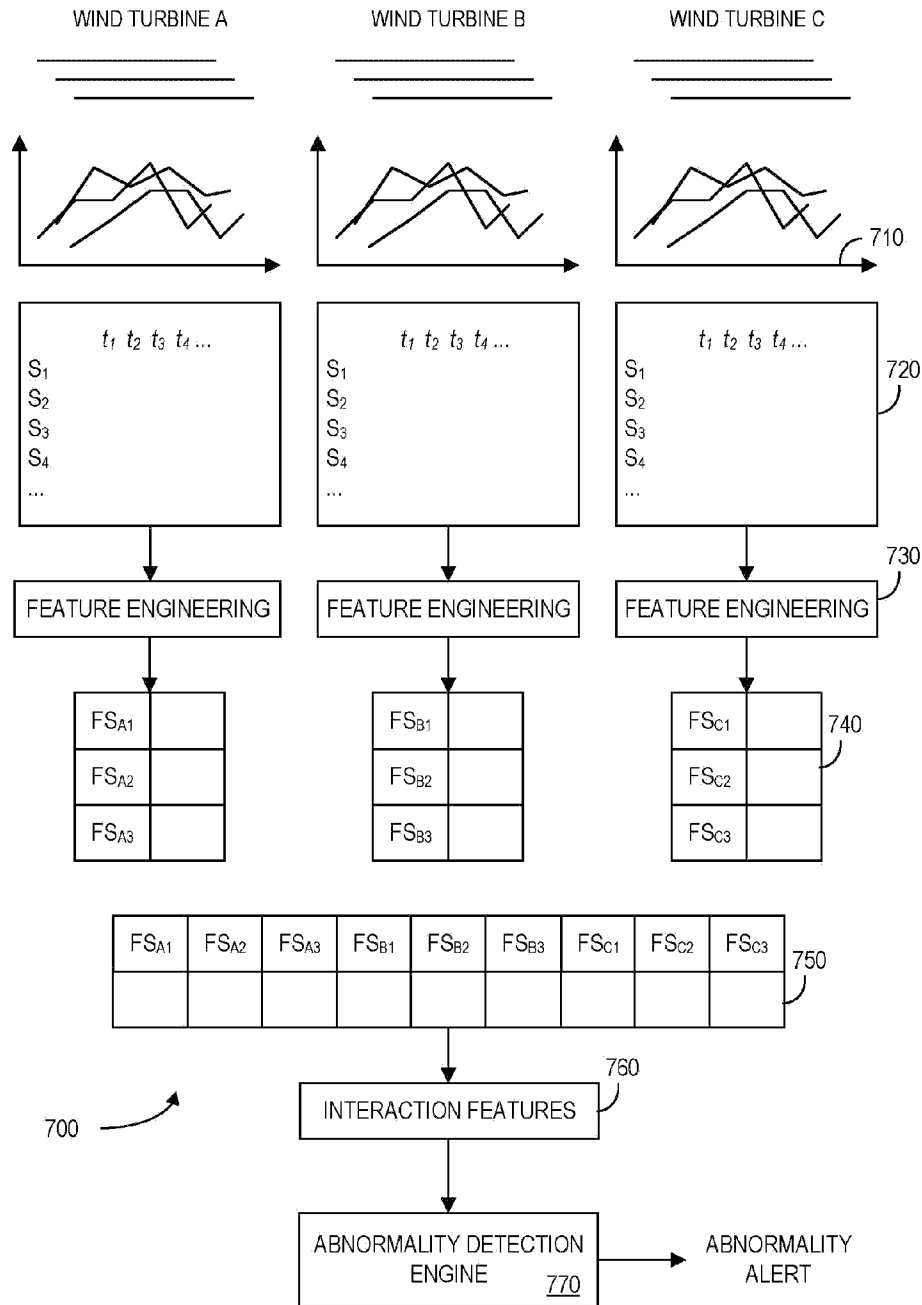 WIND TURBINE A WIND TURBINE B WIND TURBINE C
710
t1 t2 t3 t4 ... t1 t2 t3 t4 ... t1 t2 t3 t4 ...
S1 S1 S1
720
S2 S2 S2
S3 S3 S3
S4 S4 S4
... ... ...
730
FEATURE ENGINEERING FEATURE ENGINEERING FEATURE ENGINEERING
FSA1 FSB1 FSC1
740
FSA2 FSB2 FSC2
FSA3 FSB3 FSC3
FSA1 FSA2 FSA3 FSB1 FSB2 FSB3 FSC1 FSC2 FSC3
750
760
INTERACTION FEATURES
700
ABNORMALITY DETECTION
ENGINE 770
ABNORMALITY
ALERT